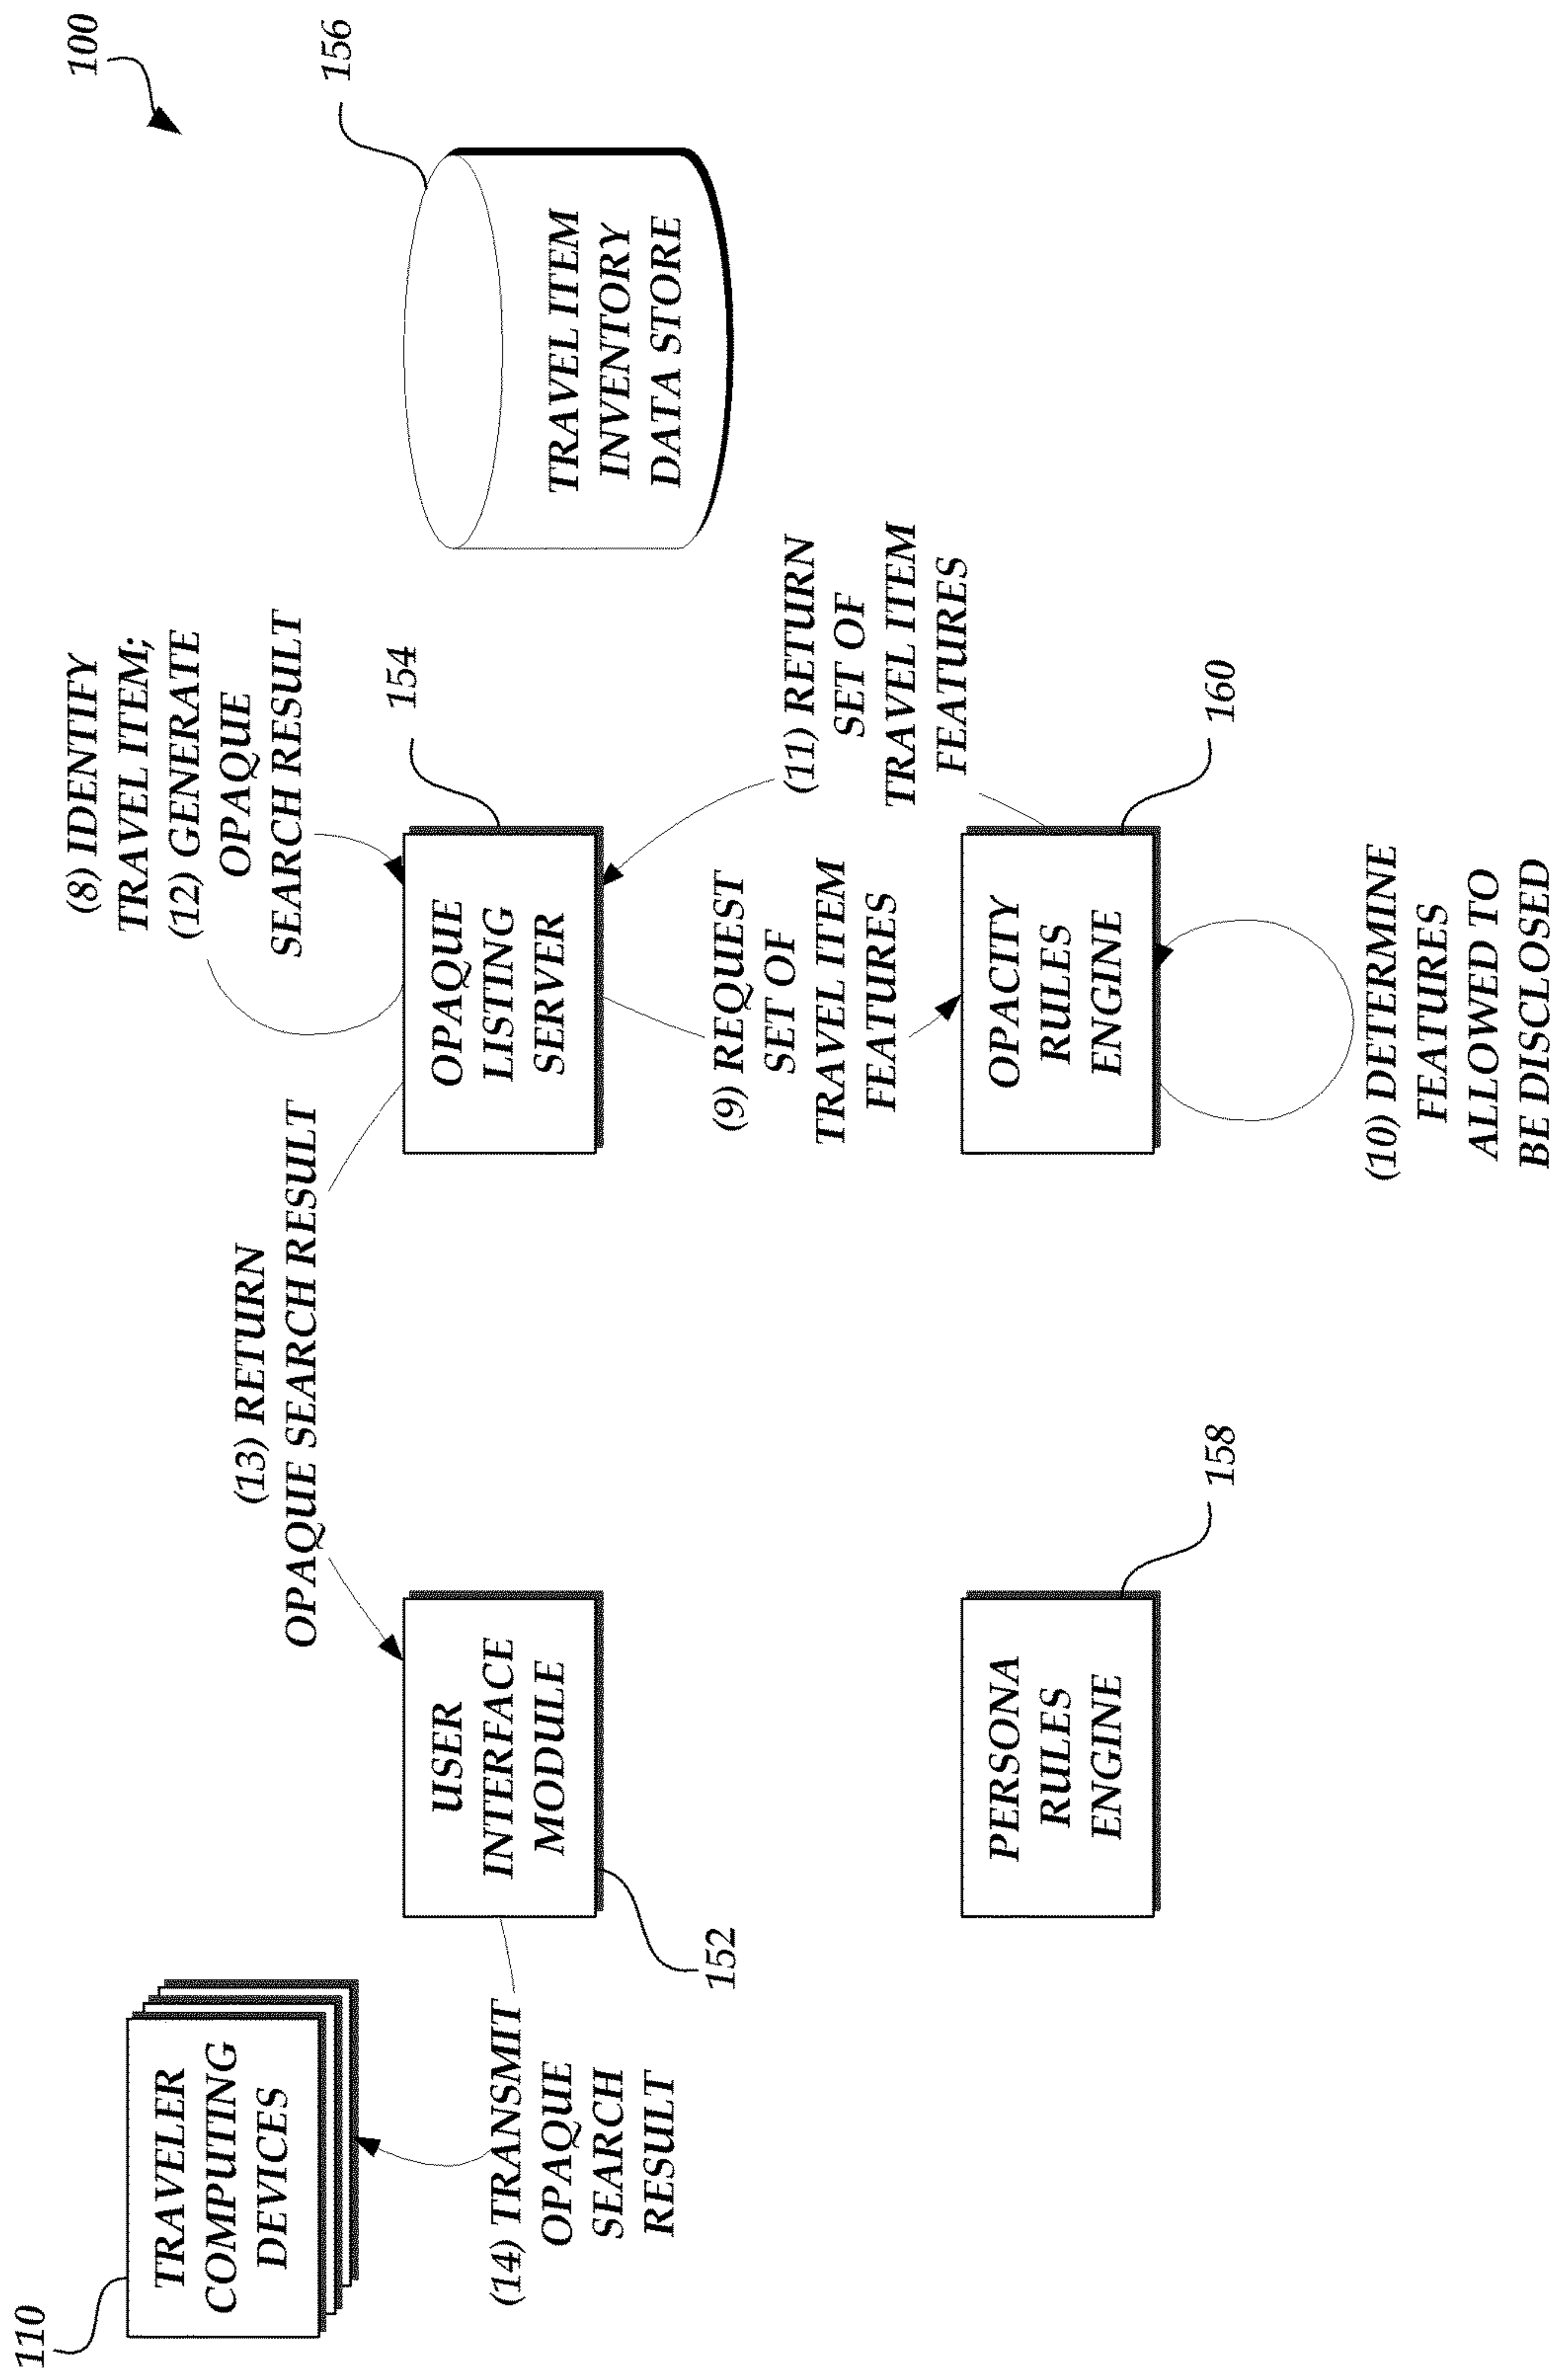 100
110
TRAVELER
COMPUTING
DEVICES
(14) TRANSMIT
OPAQUE
SEARCH
RESULT
152
USER
INTERFACE
MODULE
(13) RETURN
OPAQUE SEARCH RESULT
(8) IDENTIFY
TRAVEL ITEM;
(12) GENERATE
OPAQUE
SEARCH RESULT
154
OPAQUE
LISTING
SERVER
156
TRAVEL ITEM
INVENTORY
DATA STORE
(9) REQUEST
SET OF
TRAVEL ITEM
FEATURES
(11) RETURN
SET OF
TRAVEL ITEM
FEATURES
158
PERSONA
RULES
ENGINE
160
OPACITY
RULES
ENGINE
(10) DETERMINE
FEATURES
ALLOWED TO
BE DISCLOSED